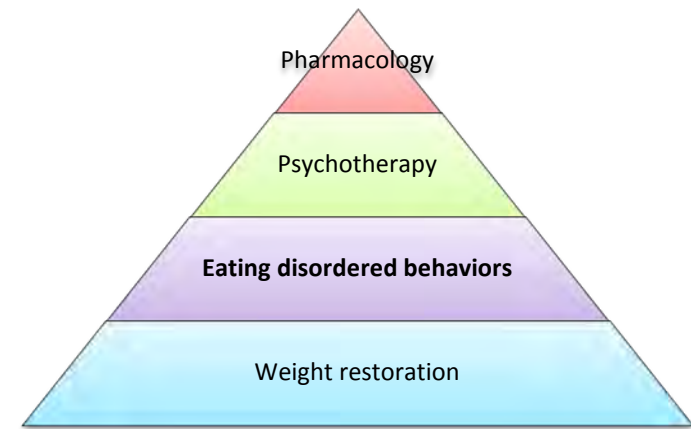 Pharmacology
Psychotherapy
Eating disordered behaviors
Weight restoration